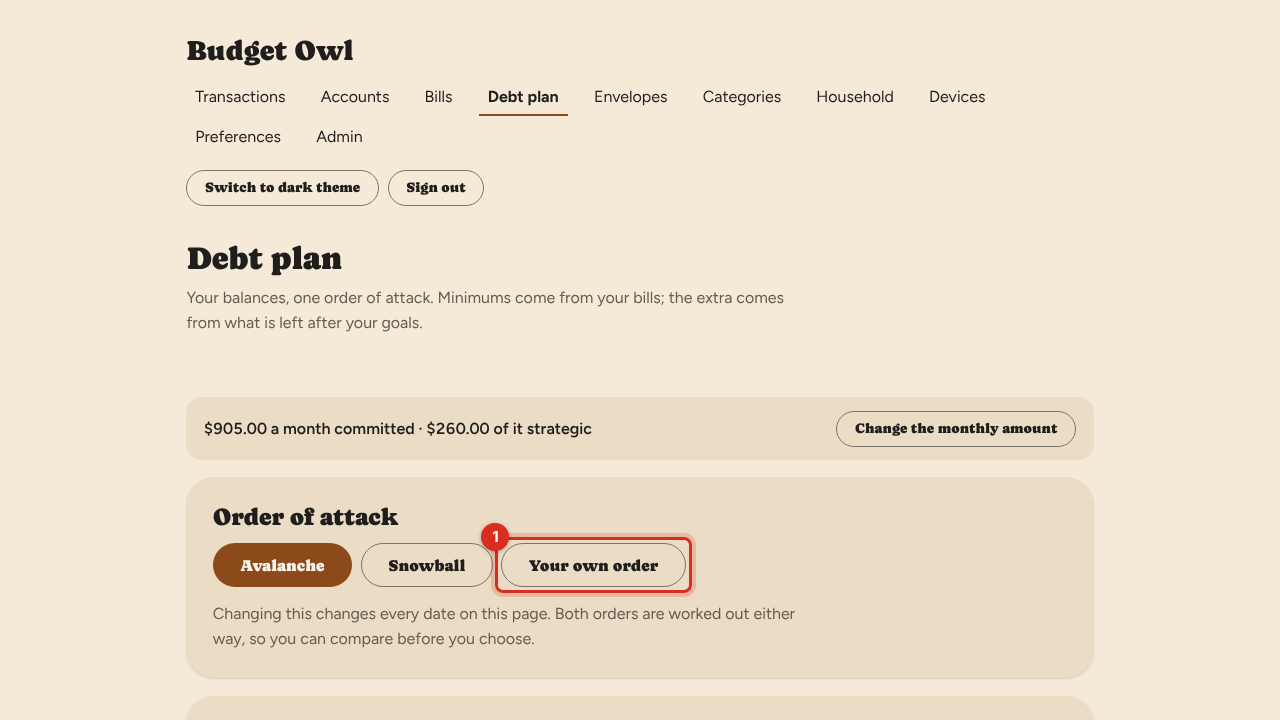 Budget Owl
Transactions Accounts Bills Debt plan Envelopes Categories Household Devices
Preferences Admin
Switch to dark theme Sign out
Debt plan
Your balances, one order of attack. Minimums come from your bills; the extra comes
from what is left after your goals.
$905.00 a month committed · $260.00 of it strategic Change the monthly amount
Order of attack
1
Avalanche Snowball Your own order
Changing this changes every date on this page. Both orders are worked out either
way, so you can compare before you choose.